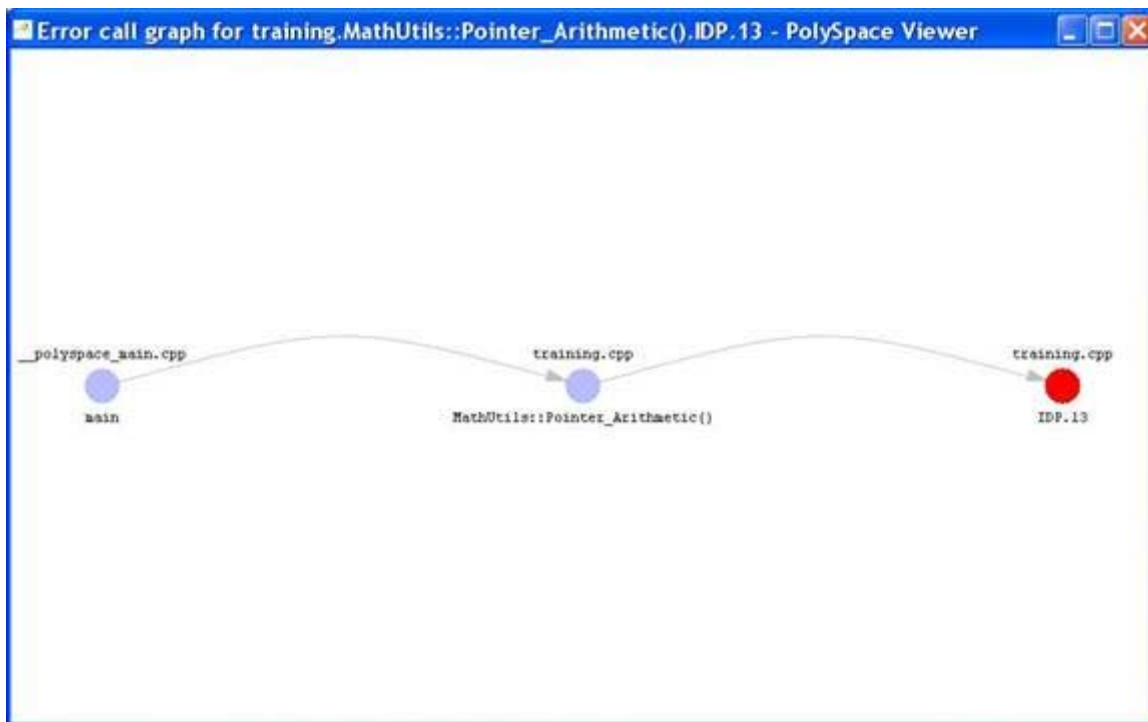 Error call graph for training.MathUtils::Pointer_Arithmetic().IDP.13 - PolySpace Viewer
__polyspace_main.cpp
main
training.cpp
MathUtils::Pointer_Arithmetic()
training.cpp
IDP.13